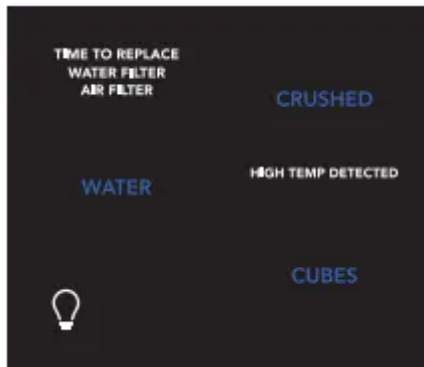 TIME TO REPLACE
WATER FILTER
AIR FILTER
CRUSHED
WATER
HIGH TEMP DETECTED
CUBES